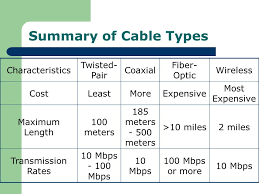 Summary of Cable Types
Characteristics Twisted-Pair Coaxial Fiber-Optic Wireless
Cost Least More Expensive Most Expensive
Maximum Length 100 meters 185 meters - 500 meters >10 miles 2 miles
Transmission Rates 10 Mbps - 100 Mbps 10 Mbps 100 Mbps or more 10 Mbps